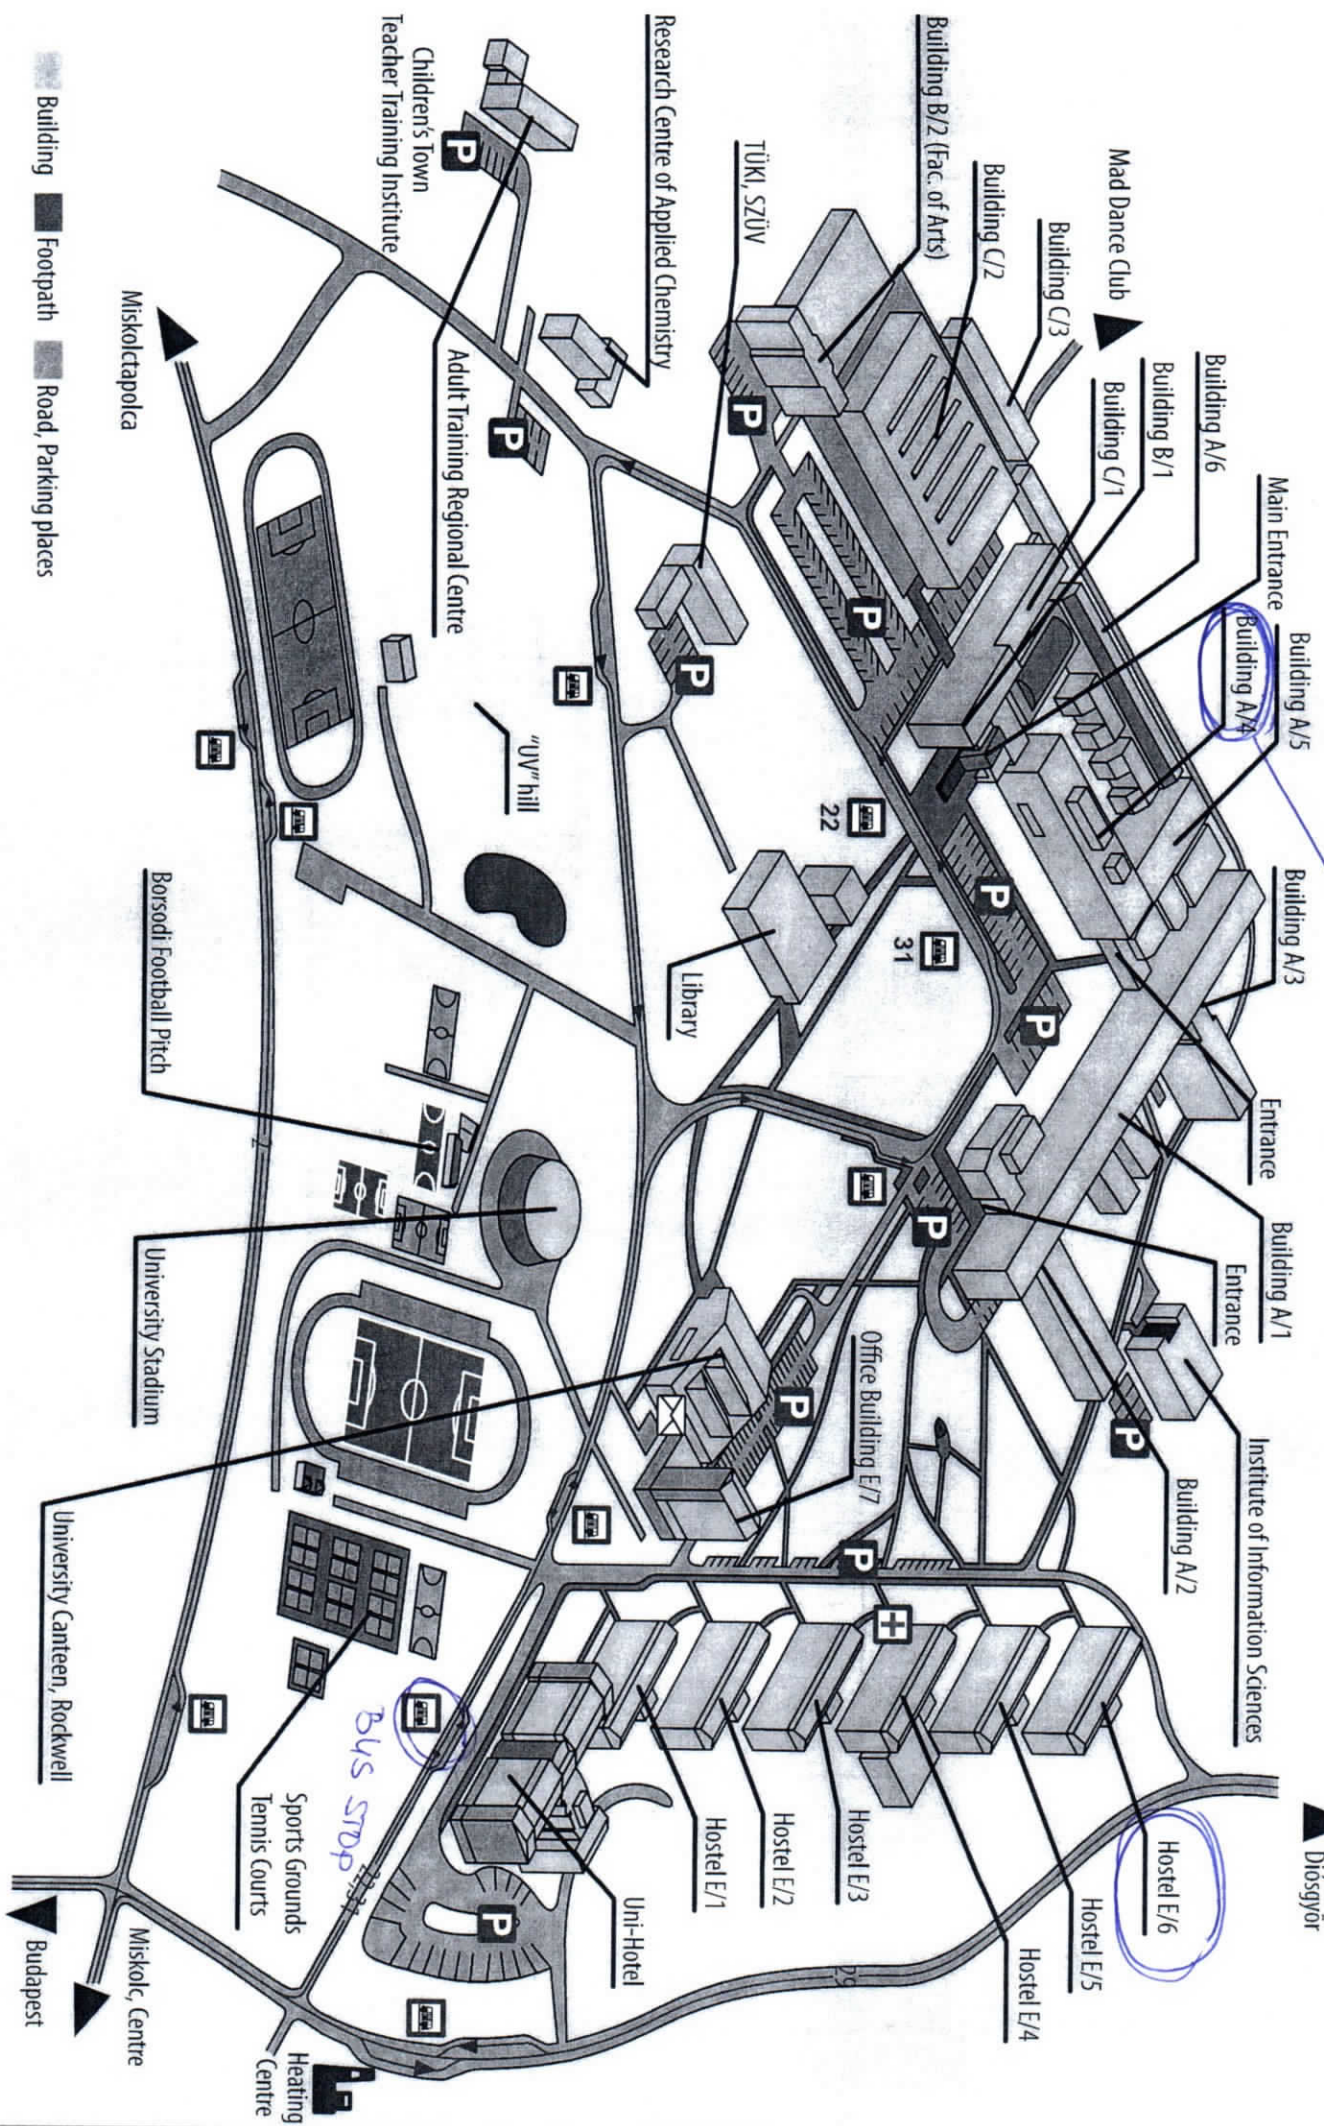 Diósgyőr
Mad Dance Club
Building C/3
Building C/2
Building B/2 (Fac. of Arts)
Building A/6
Building B/1
Building C/1
Main Entrance
Building A/5
Building A/4
Building A/3
Entrance
Building A/1
Entrance
Institute of Information Sciences
Building A/2
Hostel E/6
Hostel E/5
Hostel E/4
Hostel E/3
Hostel E/2
Hostel E/1
Uni-Hotel
Office Building E/7
TÜKI, SZÜV
Research Centre of Applied Chemistry
Children's Town
Teacher Training Institute
Adult Training Regional Centre
"UV" hill
Library
22
31
P
P
P
P
P
P
P
P
P
P
P
P
29
22,31
BUS STOP
Miskolctapolca
Borsodi Football Pitch
University Stadium
University Canteen, Rockwell
Sports Grounds
Tennis Courts
Heating
Centre
Miskolc, Centre
Budapest
Building
Footpath
Road, Parking places